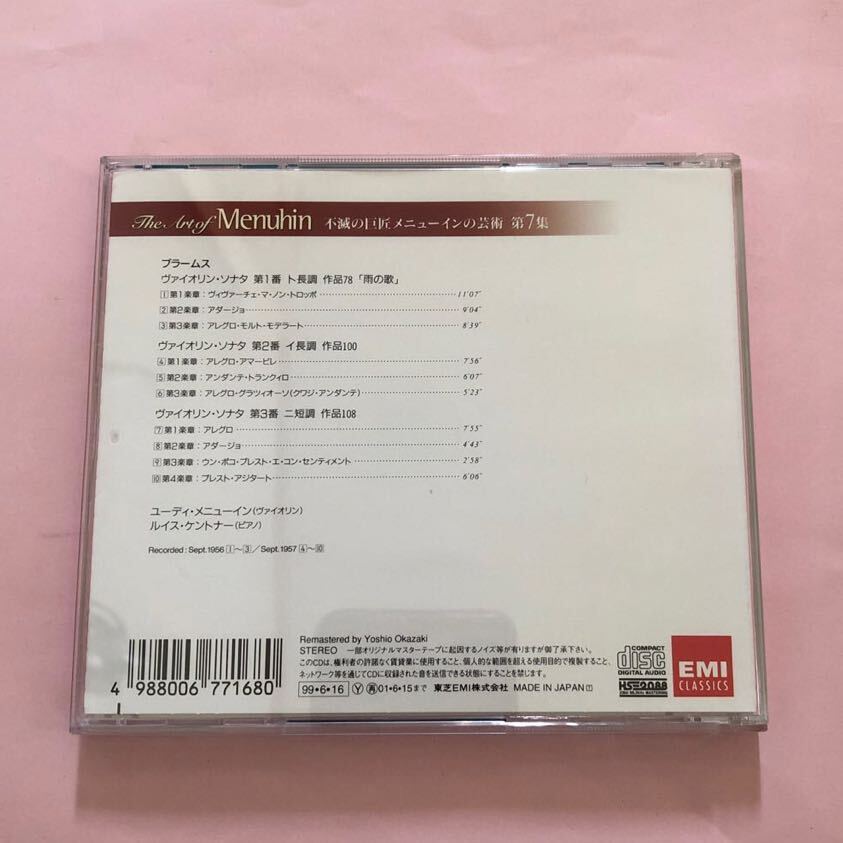 The Art of Menuhin 不滅の巨匠メニューインの芸術 第7集
ブラームス
ヴァイオリン・ソナタ 第1番 ト長調 作品78「雨の歌」
1 第1楽章：ヴィヴァーチェ・マ・ノン・トロッポ 11'07"
2 第2楽章：アダージョ 9'04"
3 第3楽章：アレグロ・モルト・モデラート 8'39"
ヴァイオリン・ソナタ 第2番 イ長調 作品100
4 第1楽章：アレグロ・アマービレ 7'56"
5 第2楽章：アンダンテ・トランクィロ 6'07"
6 第3楽章：アレグロ・グラツィオーソ(クワジ・アンダンテ) 5'23"
ヴァイオリン・ソナタ 第3番 ニ短調 作品108
7 第1楽章：アレグロ 7'55"
8 第2楽章：アダージョ 4'43"
9 第3楽章：ウン・ポコ・プレスト・エ・コン・センティメント 2'58"
10 第4楽章：プレスト・アジタート 6'06"
ユーディ・メニューイン(ヴァイオリン)
ルイス・ケントナー(ピアノ)
Recorded : Sept.1956 1〜3／Sept.1957 4〜10
Remastered by Yoshio Okazaki
STEREO 一部オリジナルマスターテープに起因するノイズ等が有りますが御了承下さい。
このCDは、権利者の許諾なく賃貸業に使用すること、個人的な範囲を超える使用目的で複製すること、
ネットワーク等を通じてCDに収録された音を送信できる状態にすることを禁じます。
99・6・16 Y 再01・6・15まで 東芝EMI株式会社 MADE IN JAPAN T
4 988006 771680
COMPACT
disc
DIGITAL AUDIO
HS-2088
EMI
CLASSICS